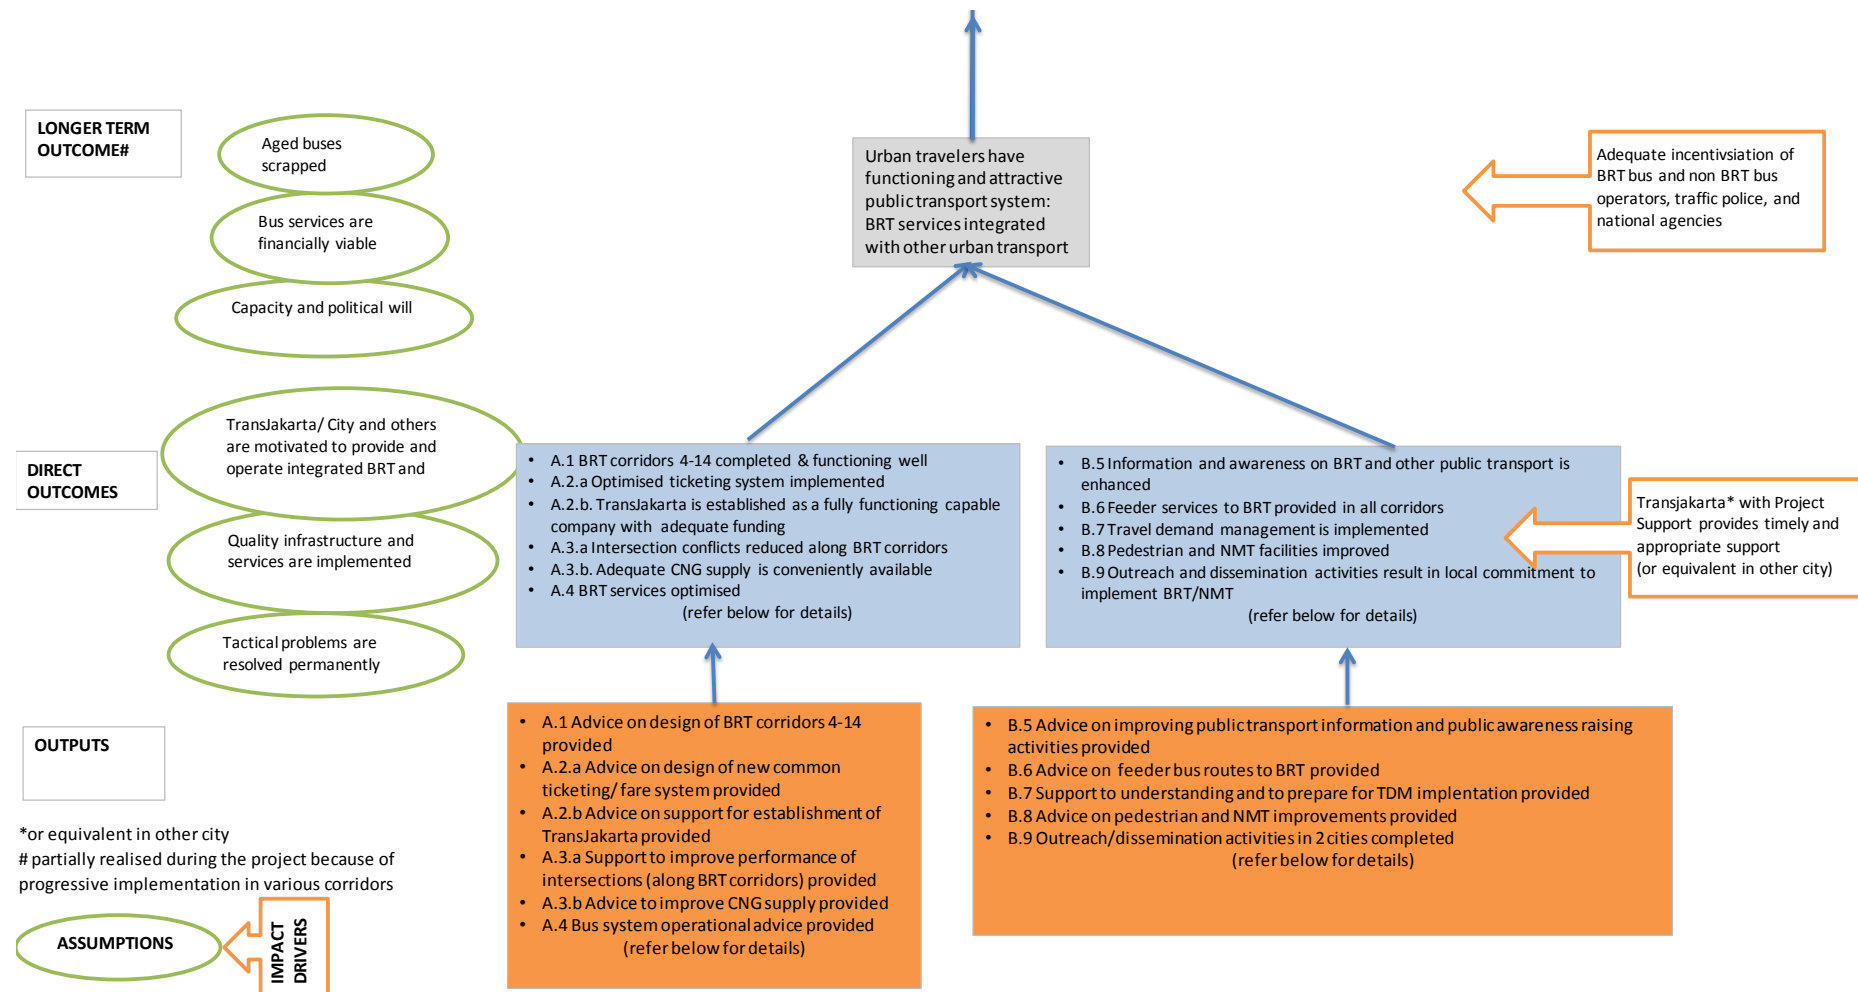 LONGER TERM
OUTCOME#
Aged buses
scrapped
Bus services are
financially viable
Capacity and political will
Urban travelers have
functioning and attractive
public transport system:
BRT services integrated
with other urban transport
Adequate incentivsiation of
BRT bus and non BRT bus
operators, traffic police, and
national agencies
DIRECT
OUTCOMES
TransJakarta/ City and others
are motivated to provide and
operate integrated BRT and
Quality infrastructure and
services are implemented
Tactical problems are
resolved permanently
• A.1 BRT corridors 4-14 completed & functioning well
• A.2.a Optimised ticketing system implemented
• A.2.b. TransJakarta is established as a fully functioning capable
company with adequate funding
• A.3.a Intersection conflicts reduced along BRT corridors
• A.3.b. Adequate CNG supply is conveniently available
• A.4 BRT services optimised
(refer below for details)
• B.5 Information and awareness on BRT and other public transport is
enhanced
• B.6 Feeder services to BRT provided in all corridors
• B.7 Travel demand management is implemented
• B.8 Pedestrian and NMT facilities improved
• B.9 Outreach and dissemination activities result in local commitment to
implement BRT/NMT
(refer below for details)
Transjakarta* with Project
Support provides timely and
appropriate support
(or equivalent in other city)
OUTPUTS
• A.1 Advice on design of BRT corridors 4-14
provided
• A.2.a Advice on design of new common
ticketing/ fare system provided
• A.2.b Advice on support for establishment of
TransJakarta provided
• A.3.a Support to improve performance of
intersections (along BRT corridors) provided
• A.3.b Advice to improve CNG supply provided
• A.4 Bus system operational advice provided
(refer below for details)
• B.5 Advice on improving public transport information and public awareness raising
activities provided
• B.6 Advice on feeder bus routes to BRT provided
• B.7 Support to understanding and to prepare for TDM implentation provided
• B.8 Advice on pedestrian and NMT improvements provided
• B.9 Outreach/dissemination activities in 2 cities completed
(refer below for details)
*or equivalent in other city
# partially realised during the project because of
progressive implementation in various corridors
ASSUMPTIONS
IMPACT
DRIVERS